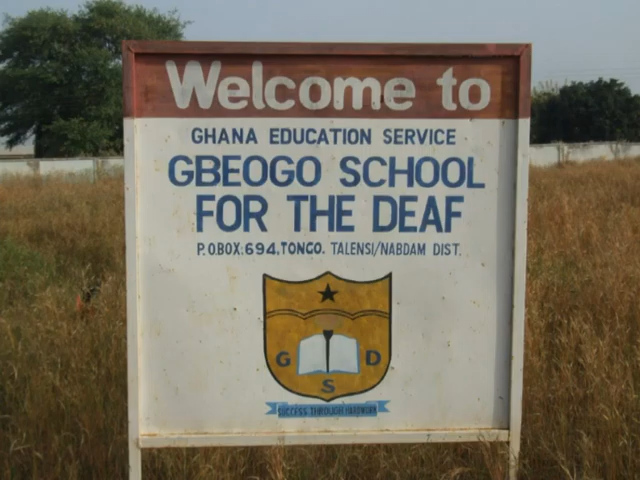 Welcome to
GHANA EDUCATION SERVICE
GBEOGO SCHOOL
FOR THE DEAF
P.O.BOX:694.TONGO. TALENSI/NABDAM DIST.
G D
S
SUCCESS THROUGH HARDWORK